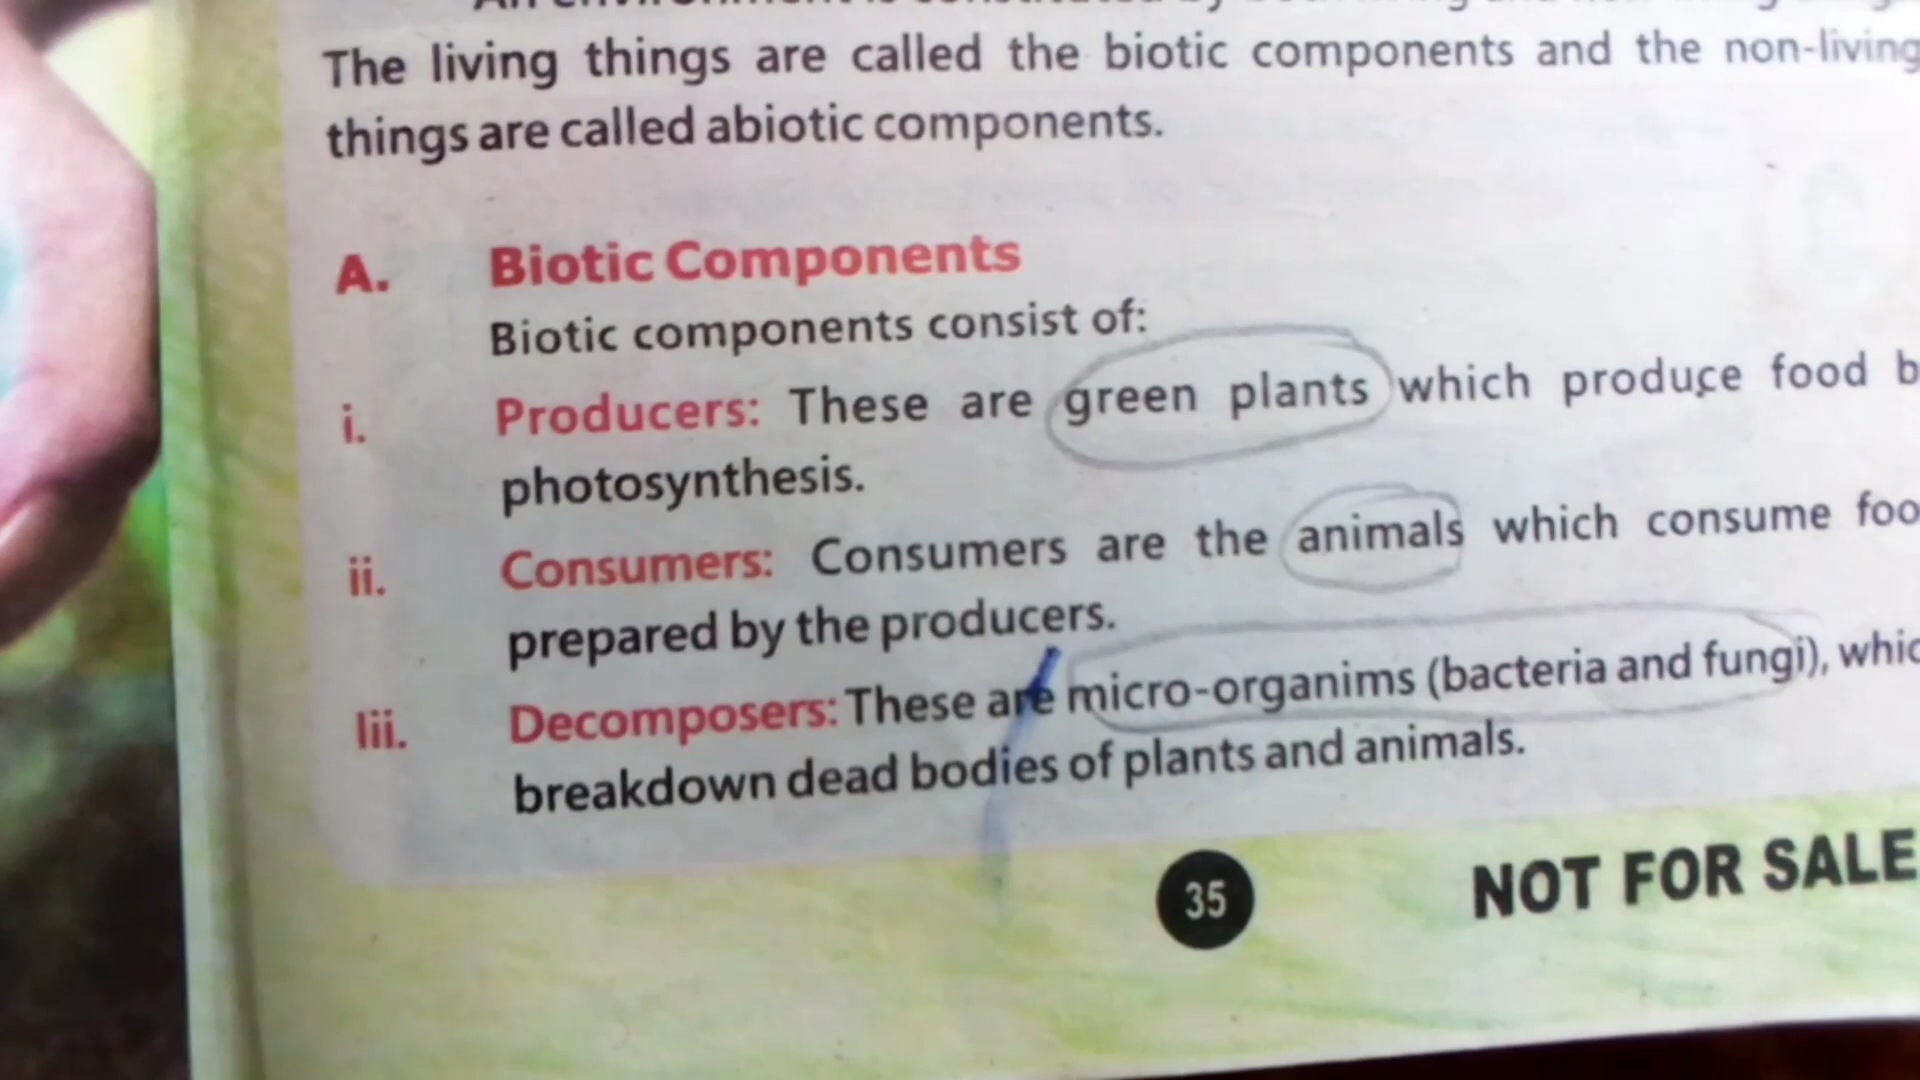 The living things are called the biotic components and the non-living
things are called abiotic components.
A. Biotic Components
Biotic components consist of:
i. Producers: These are green plants which produce food b
photosynthesis.
ii. Consumers: Consumers are the animals which consume foo
prepared by the producers.
Iii. Decomposers: These are micro-organims (bacteria and fungi), whic
breakdown dead bodies of plants and animals.
35
NOT FOR SALE